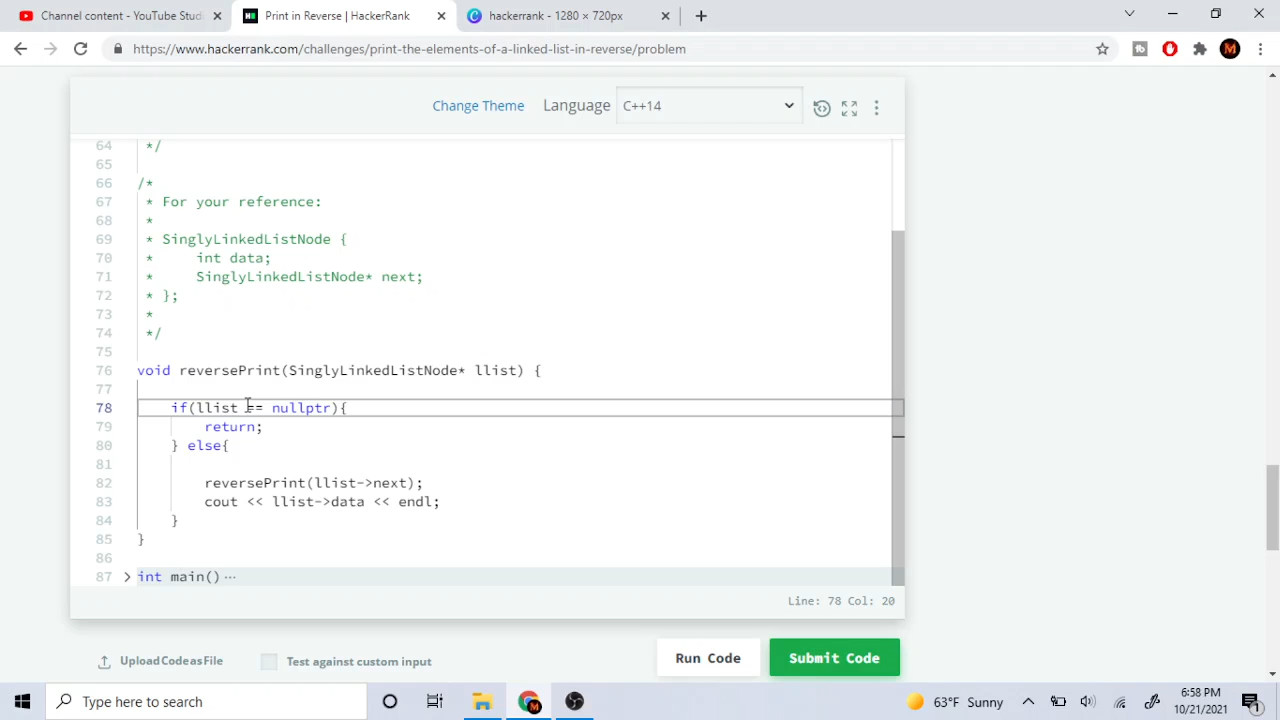 Channel content - YouTube Studi
Print in Reverse | HackerRank
hackerrank - 1280 × 720px
https://www.hackerrank.com/challenges/print-the-elements-of-a-linked-list-in-reverse/problem
M
Change Theme Language C++14
64 */
65
66 /*
67 * For your reference:
68 *
69 * SinglyLinkedListNode {
70 * int data;
71 * SinglyLinkedListNode* next;
72 * };
73 *
74 */
75
76 void reversePrint(SinglyLinkedListNode* llist) {
77
78 if(llist == nullptr){
79 return;
80 } else{
81
82 reversePrint(llist->next);
83 cout << llist->data << endl;
84 }
85 }
86
87 int main() ...
Line: 78 Col: 20
Upload Code as File Test against custom input Run Code Submit Code
Type here to search 63°F Sunny 6:58 PM
10/21/2021